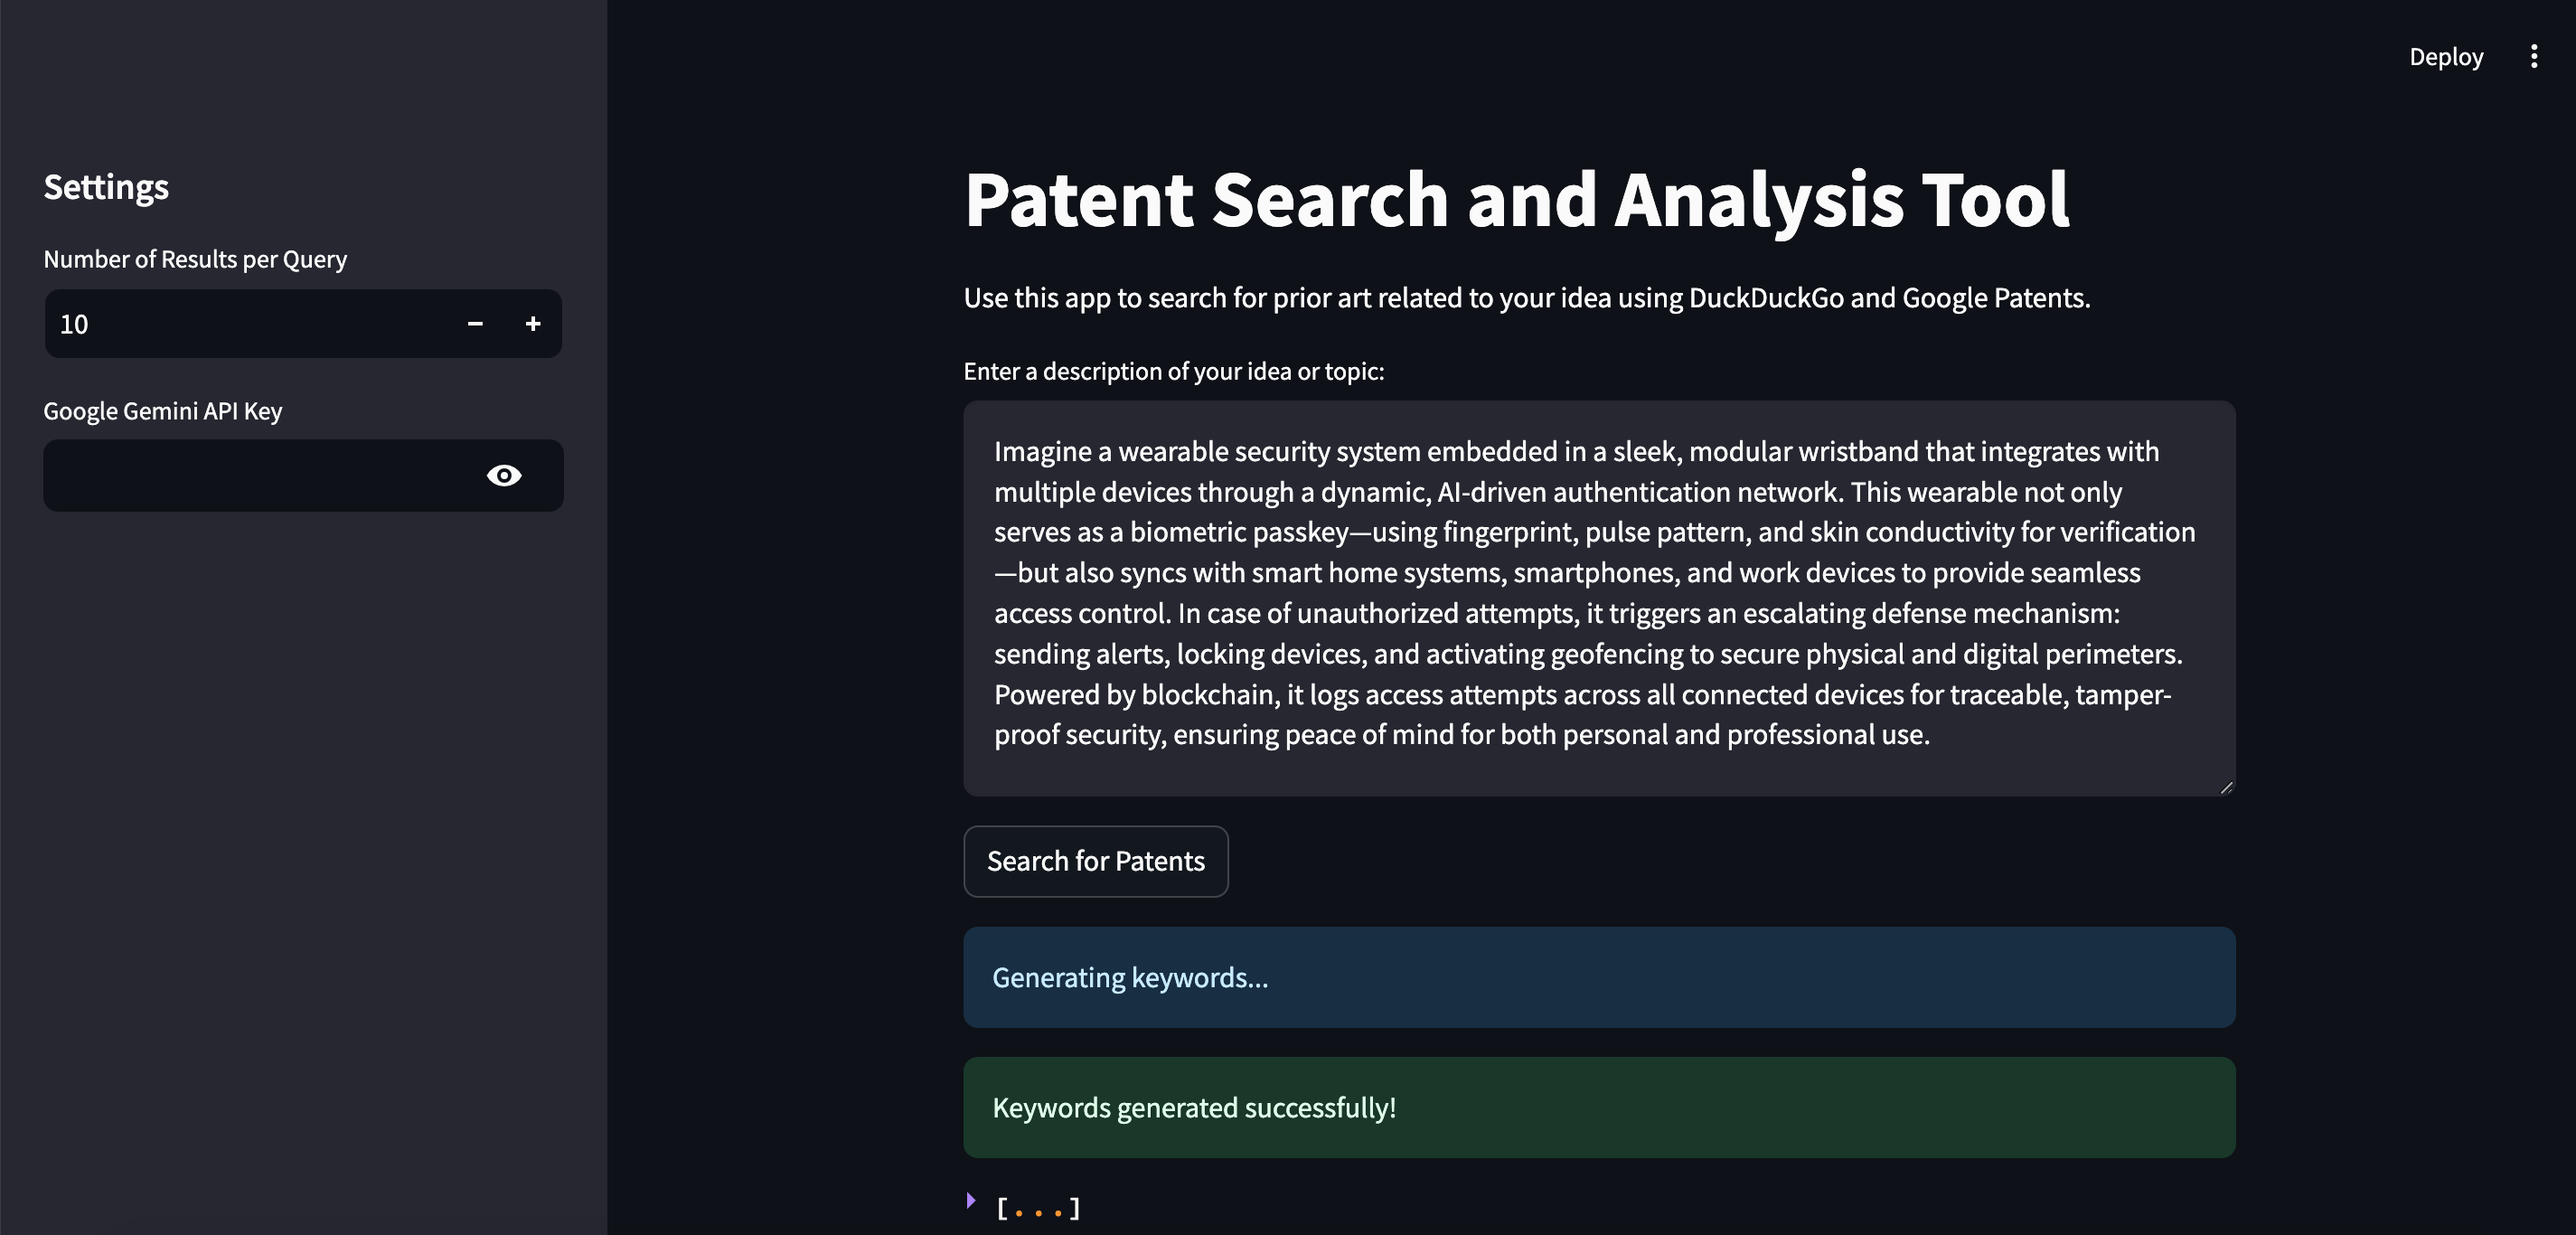 Deploy
Settings
Number of Results per Query
10
Google Gemini API Key
Patent Search and Analysis Tool
Use this app to search for prior art related to your idea using DuckDuckGo and Google Patents.
Enter a description of your idea or topic:
Imagine a wearable security system embedded in a sleek, modular wristband that integrates with
multiple devices through a dynamic, AI-driven authentication network. This wearable not only
serves as a biometric passkey—using fingerprint, pulse pattern, and skin conductivity for verification
—but also syncs with smart home systems, smartphones, and work devices to provide seamless
access control. In case of unauthorized attempts, it triggers an escalating defense mechanism:
sending alerts, locking devices, and activating geofencing to secure physical and digital perimeters.
Powered by blockchain, it logs access attempts across all connected devices for traceable, tamper-
proof security, ensuring peace of mind for both personal and professional use.
Search for Patents
Generating keywords...
Keywords generated successfully!
[...]